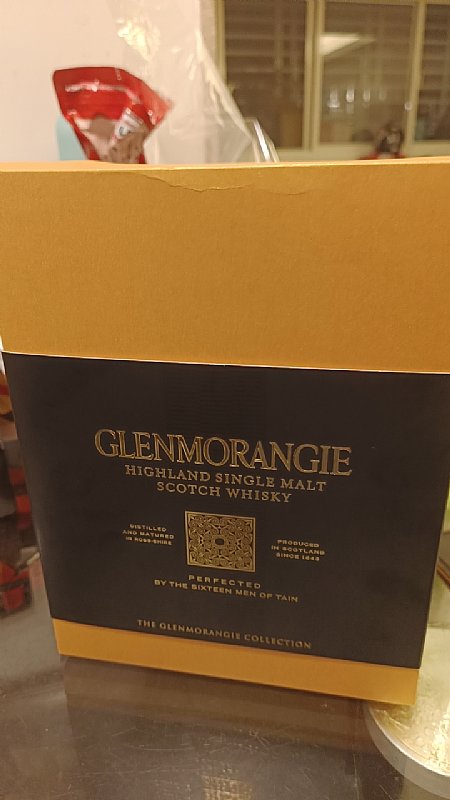 GLENMORANGIE
HIGHLAND SINGLE MALT
SCOTCH WHISKY
DISTILLED
AND MATURED
IN ROSS-SHIRE
PRODUCED
IN SCOTLAND
SINCE 1843
PERFECTED
BY THE SIXTEEN MEN OF TAIN
THE GLENMORANGIE COLLECTION